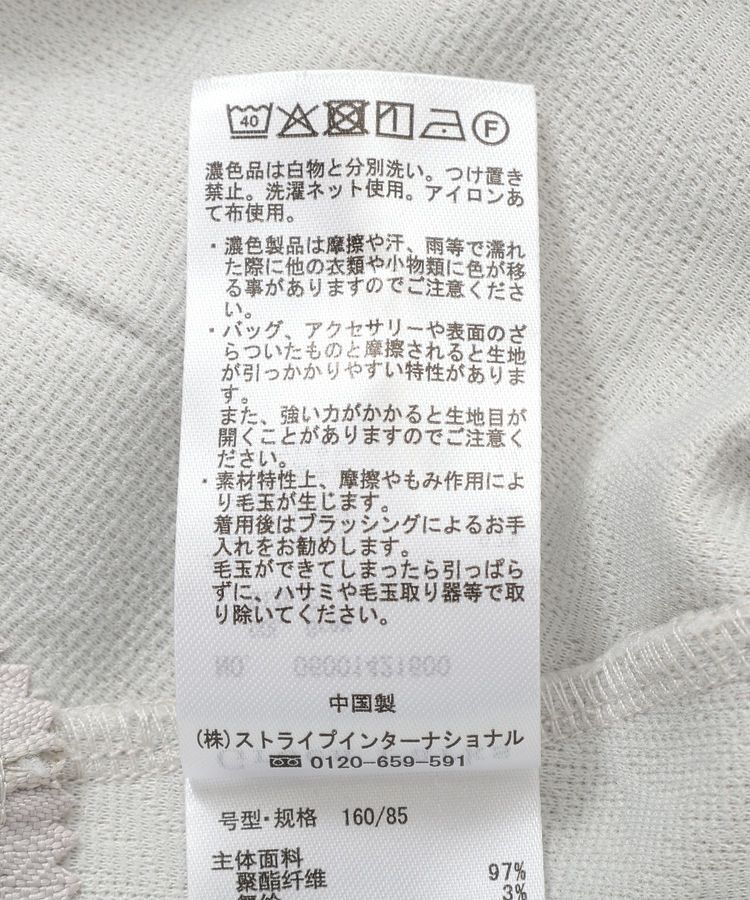 40 F
濃色品は白物と分別洗い。つけ置き
禁止。洗濯ネット使用。アイロンあ
て布使用。
・濃色製品は摩擦や汗、雨等で濡れ
た際に他の衣類や小物類に色が移
る事がありますのでご注意くださ
い。
・バッグ、アクセサリーや表面のざ
らついたものと摩擦されると生地
が引っかかりやすい特性がありま
す。
また、強い力がかかると生地目が
開くことがありますのでご注意く
ださい。
・素材特性上、摩擦やもみ作用によ
り毛玉が生じます。
着用後はブラッシングによるお手
入れをお勧めします。
毛玉ができてしまったら引っぱら
ずに、ハサミや毛玉取り器等で取
り除いてください。
NO. 06001421600
中国製
(株)ストライプインターナショナル
0120-659-591
号型・规格 160/85
主体面料
聚酯纤维 97%
3%